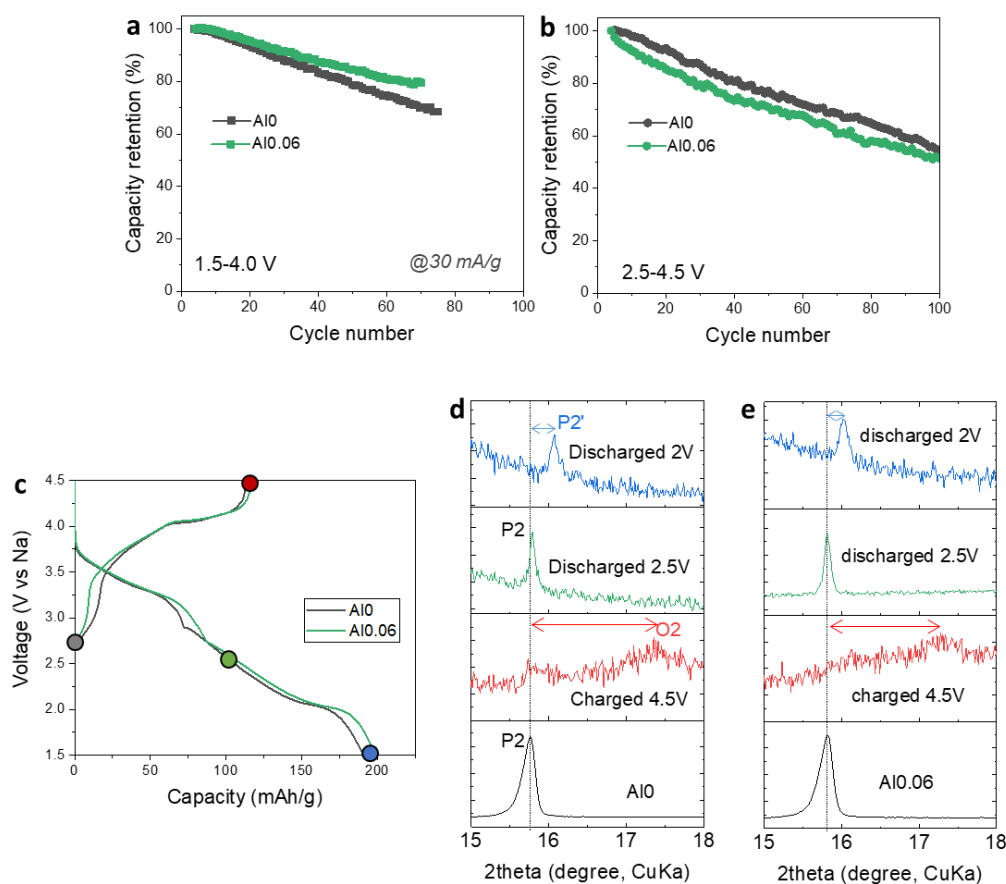 a
Capacity retention (%)
100
80
60
40
20
0
Al0
Al0.06
1.5-4.0 V
@30 mA/g
0
20
40
60
80
100
Cycle number
b
Capacity retention (%)
100
80
60
40
20
0
Al0
Al0.06
2.5-4.5 V
0
20
40
60
80
100
Cycle number
c
Voltage (V vs Na)
4.5
4.0
3.5
3.0
2.5
2.0
1.5
Al0
Al0.06
0
50
100
150
200
Capacity (mAh/g)
d
P2'
Discharged 2V
P2
Discharged 2.5V
O2
Charged 4.5V
P2
Al0
15
16
17
18
2theta (degree, CuKa)
e
discharged 2V
discharged 2.5V
charged 4.5V
Al0.06
15
16
17
18
2theta (degree, CuKa)